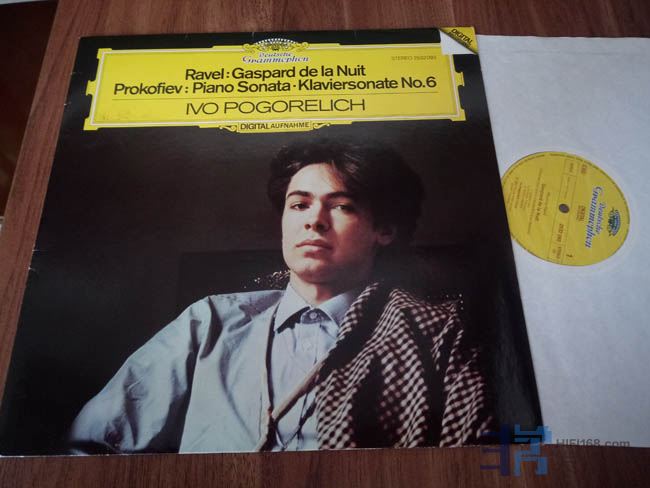 Deutsche
Grammophon
STEREO 2532 093
DIGITAL
Ravel: Gaspard de la Nuit
Prokofiev: Piano Sonata · Klaviersonate No. 6
IVO POGORELICH
DIGITAL AUFNAHME
Deutsche
Grammophon
1
HIFI168.com